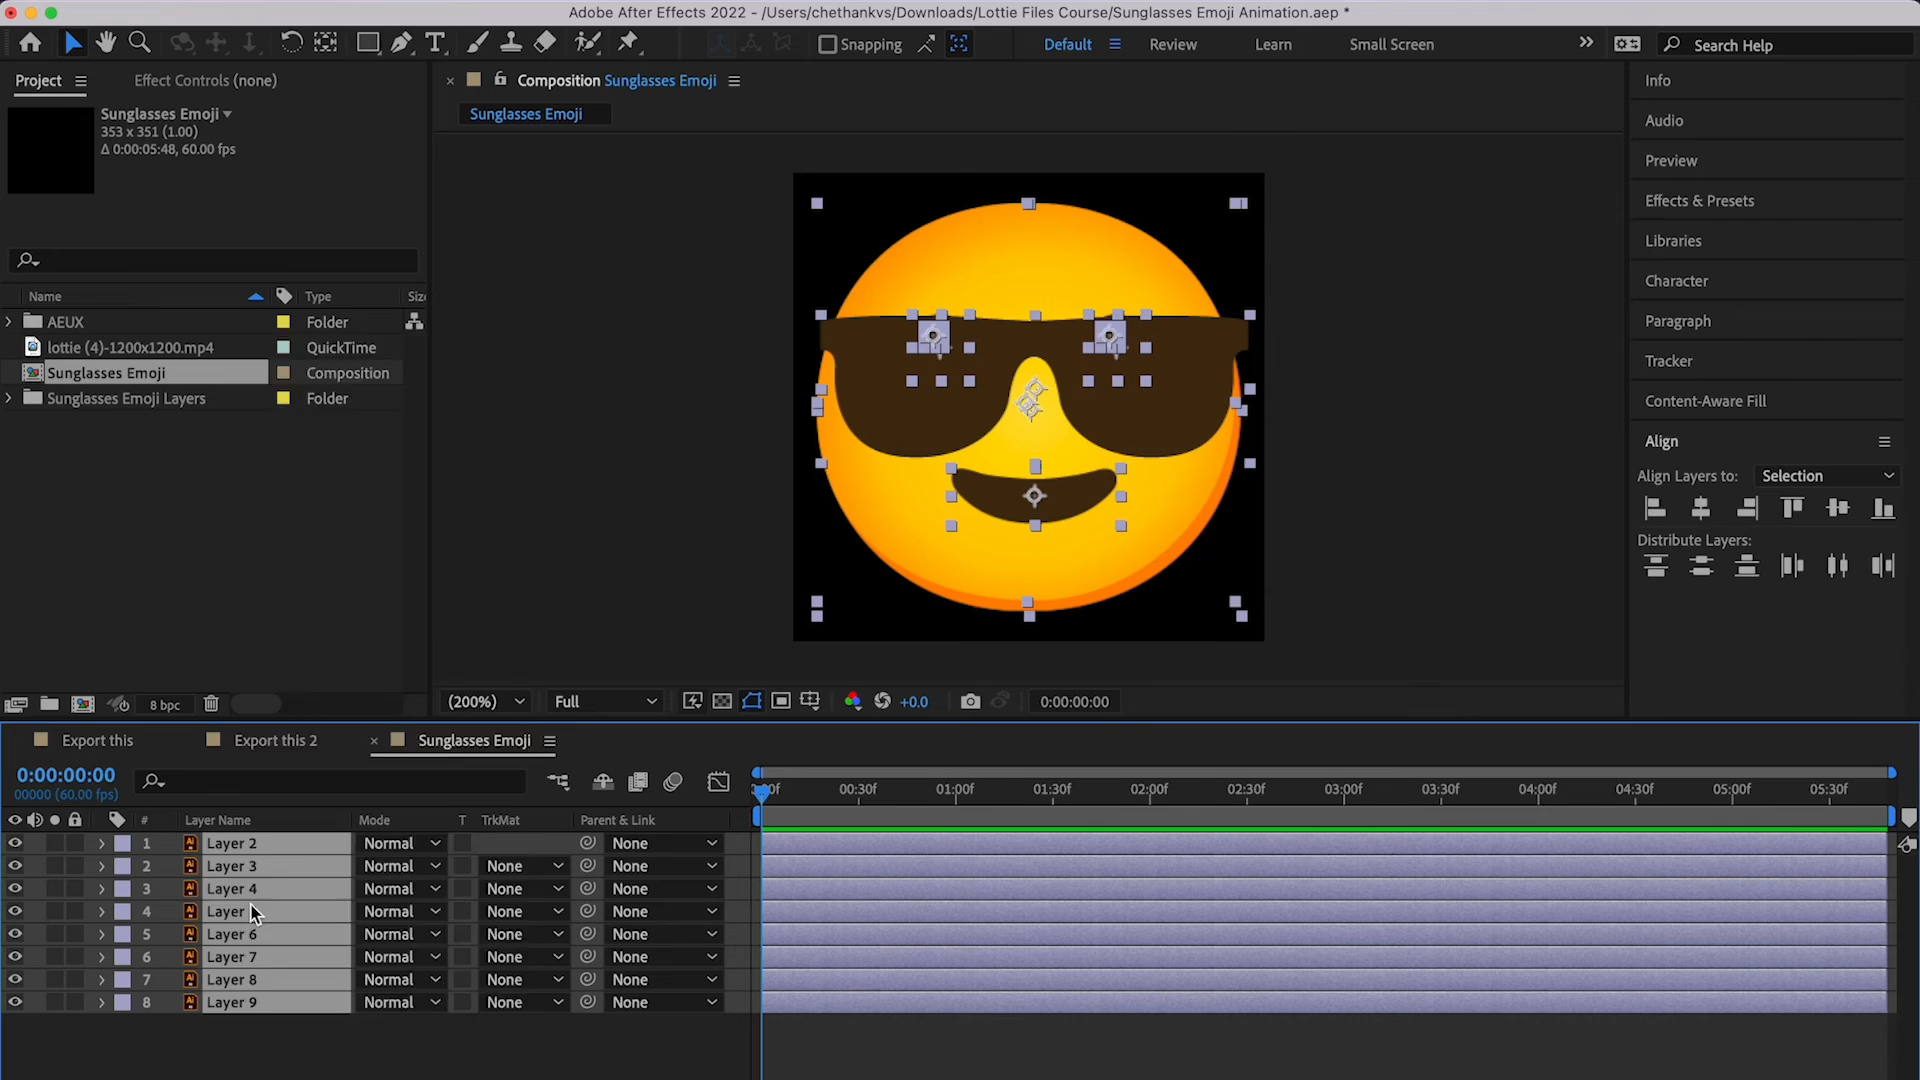 Adobe After Effects 2022 - /Users/chethankvs/Downloads/Lottie Files Course/Sunglasses Emoji Animation.aep *
Snapping
Default
Review
Learn
Small Screen
Search Help
Project
Effect Controls (none)
Sunglasses Emoji
353 x 351 (1.00)
Δ 0:00:05:48, 60.00 fps
Name
Type
Siz
AEUX
Folder
lottie (4)-1200x1200.mp4
QuickTime
Sunglasses Emoji
Composition
Sunglasses Emoji Layers
Folder
8 bpc
Composition Sunglasses Emoji
Sunglasses Emoji
(200%)
Full
+0.0
0:00:00:00
Info
Audio
Preview
Effects & Presets
Libraries
Character
Paragraph
Tracker
Content-Aware Fill
Align
Align Layers to:
Selection
Distribute Layers:
Export this
Export this 2
Sunglasses Emoji
0:00:00:00
00000 (60.00 fps)
00:30f
01:00f
01:30f
02:00f
02:30f
03:00f
03:30f
04:00f
04:30f
05:00f
05:30f
#
Layer Name
Mode
T
TrkMat
Parent & Link
1 Layer 2 Normal None
2 Layer 3 Normal None None
3 Layer 4 Normal None None
4 Layer Normal None None
5 Layer 6 Normal None None
6 Layer 7 Normal None None
7 Layer 8 Normal None None
8 Layer 9 Normal None None